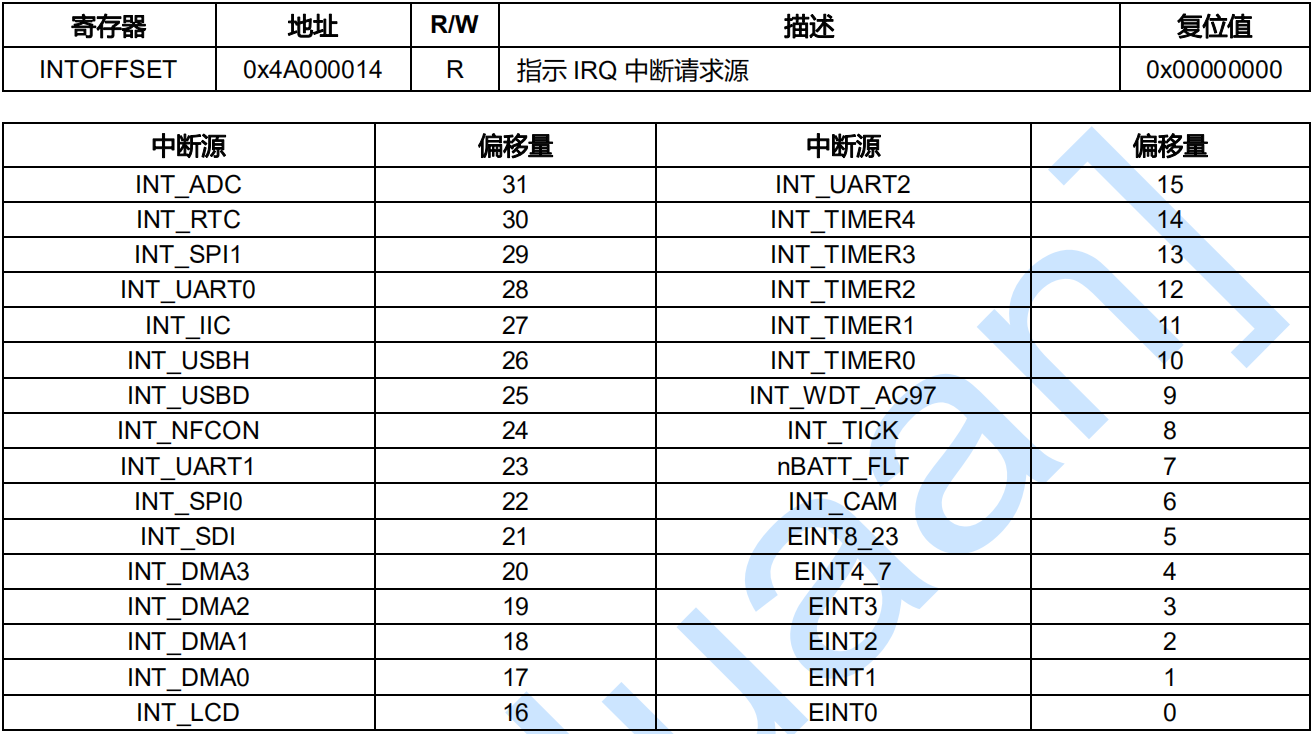 寄存器 地址 R/W 描述 复位值
INTOFFSET 0x4A000014 R 指示 IRQ 中断请求源 0x00000000
中断源 偏移量 中断源 偏移量
INT_ADC 31 INT_UART2 15
INT_RTC 30 INT_TIMER4 14
INT_SPI1 29 INT_TIMER3 13
INT_UART0 28 INT_TIMER2 12
INT_IIC 27 INT_TIMER1 11
INT_USBH 26 INT_TIMER0 10
INT_USBD 25 INT_WDT_AC97 9
INT_NFCON 24 INT_TICK 8
INT_UART1 23 nBATT_FLT 7
INT_SPI0 22 INT_CAM 6
INT_SDI 21 EINT8_23 5
INT_DMA3 20 EINT4_7 4
INT_DMA2 19 EINT3 3
INT_DMA1 18 EINT2 2
INT_DMA0 17 EINT1 1
INT_LCD 16 EINT0 0